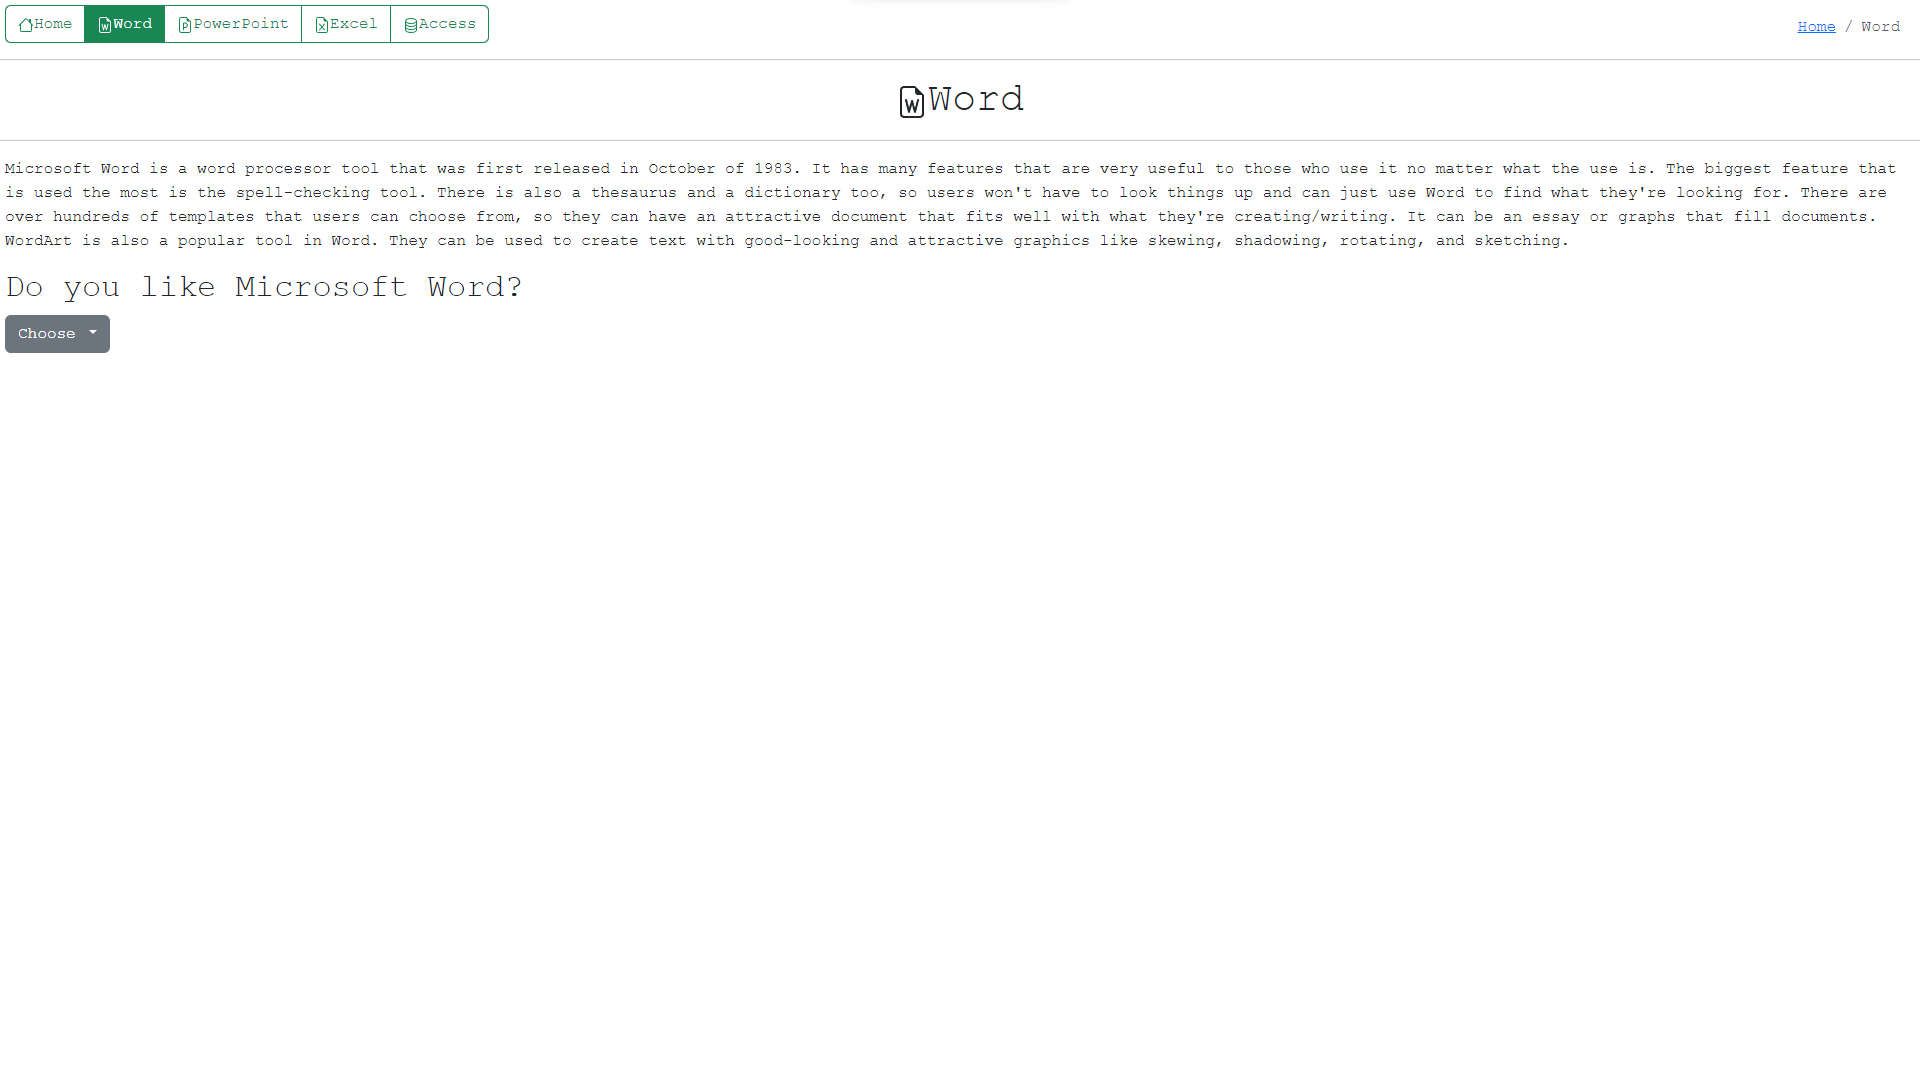 Home Word PowerPoint Excel Access
Home / Word
Word
Microsoft Word is a word processor tool that was first released in October of 1983. It has many features that are very useful to those who use it no matter what the use is. The biggest feature that
is used the most is the spell-checking tool. There is also a thesaurus and a dictionary too, so users won't have to look things up and can just use Word to find what they're looking for. There are
over hundreds of templates that users can choose from, so they can have an attractive document that fits well with what they're creating/writing. It can be an essay or graphs that fill documents.
WordArt is also a popular tool in Word. They can be used to create text with good-looking and attractive graphics like skewing, shadowing, rotating, and sketching.
Do you like Microsoft Word?
Choose